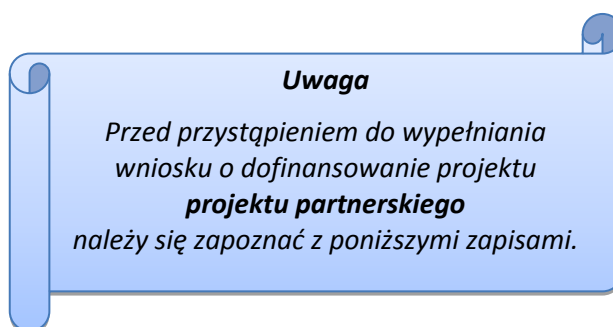 Uwaga
Przed przystąpieniem do wypełniania
wniosku o dofinansowanie projektu
projektu partnerskiego
należy się zapoznać z poniższymi zapisami.